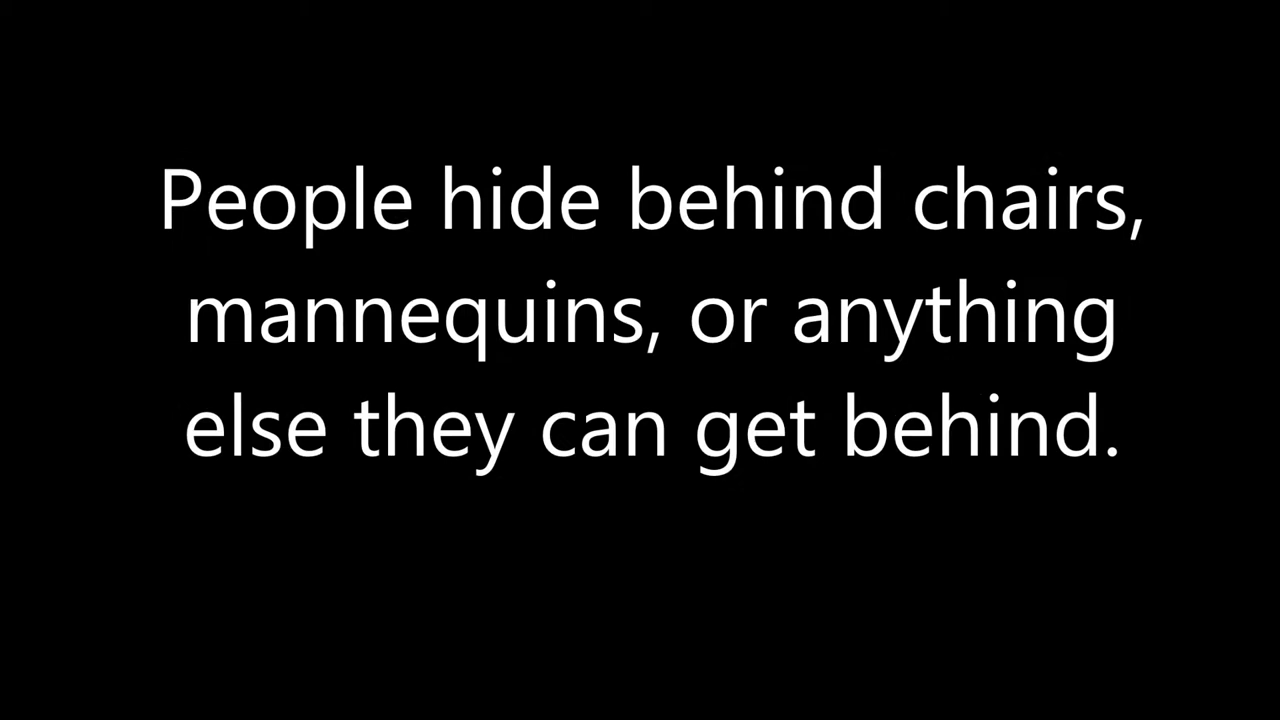 People hide behind chairs,
mannequins, or anything
else they can get behind.